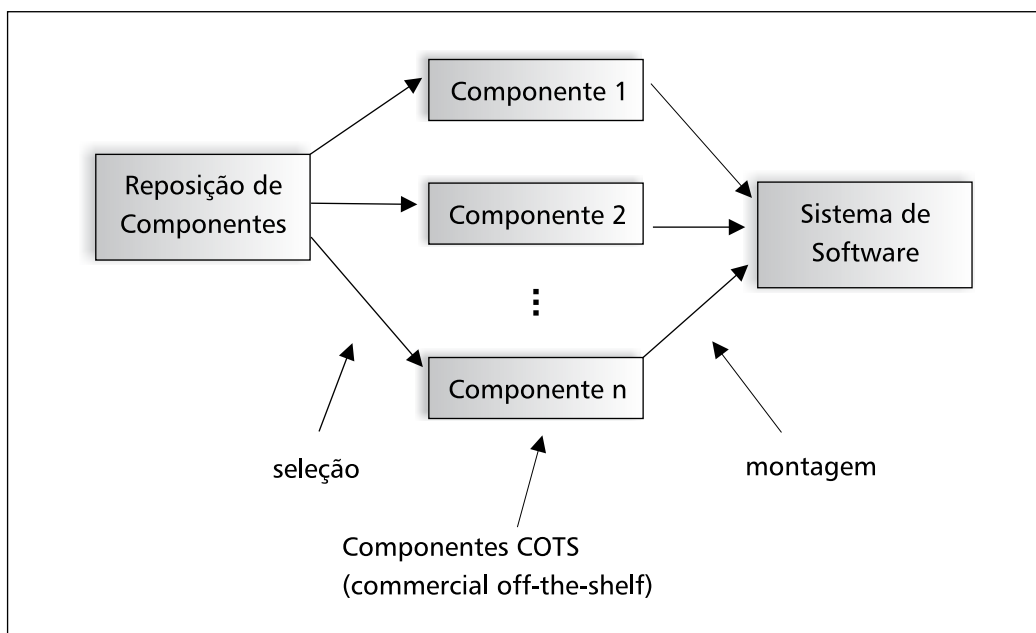 Componente 1
Reposição de
Componentes
Componente 2
Sistema de
Software
Componente n
seleção
montagem
Componentes COTS
(commercial off-the-shelf)